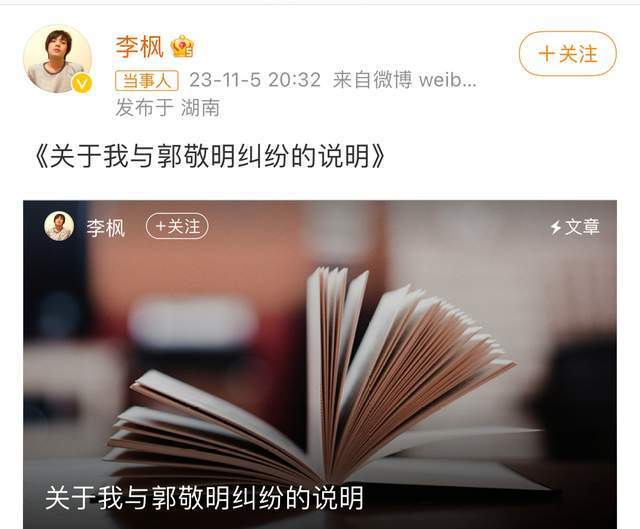 李枫
当事人 23-11-5 20:32 来自微博 weib...
发布于 湖南
+关注
《关于我与郭敬明纠纷的说明》
李枫 +关注 文章
关于我与郭敬明纠纷的说明